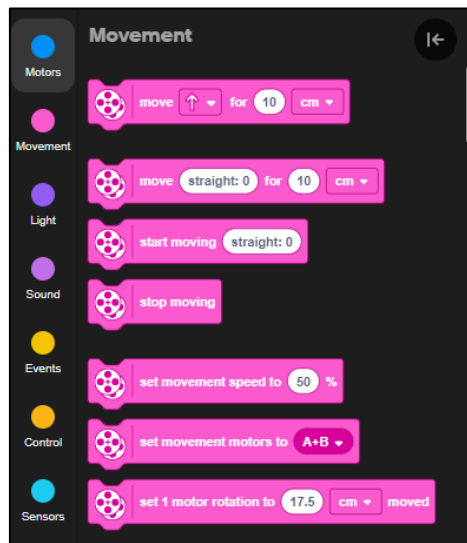 Movement
Motors
Movement
Light
Sound
Events
Control
Sensors
move ↑ for 10 cm
move straight: 0 for 10 cm
start moving straight: 0
stop moving
set movement speed to 50 %
set movement motors to A+B
set 1 motor rotation to 17.5 cm moved